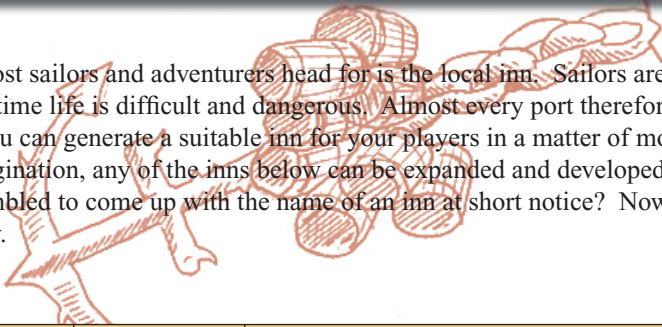 ost sailors and adventurers head for is the local inn. Sailors are
time life is difficult and dangerous. Almost every port therefor
u can generate a suitable inn for your players in a matter of mo
gination, any of the inns below can be expanded and developed
mbled to come up with the name of an inn at short notice? Now